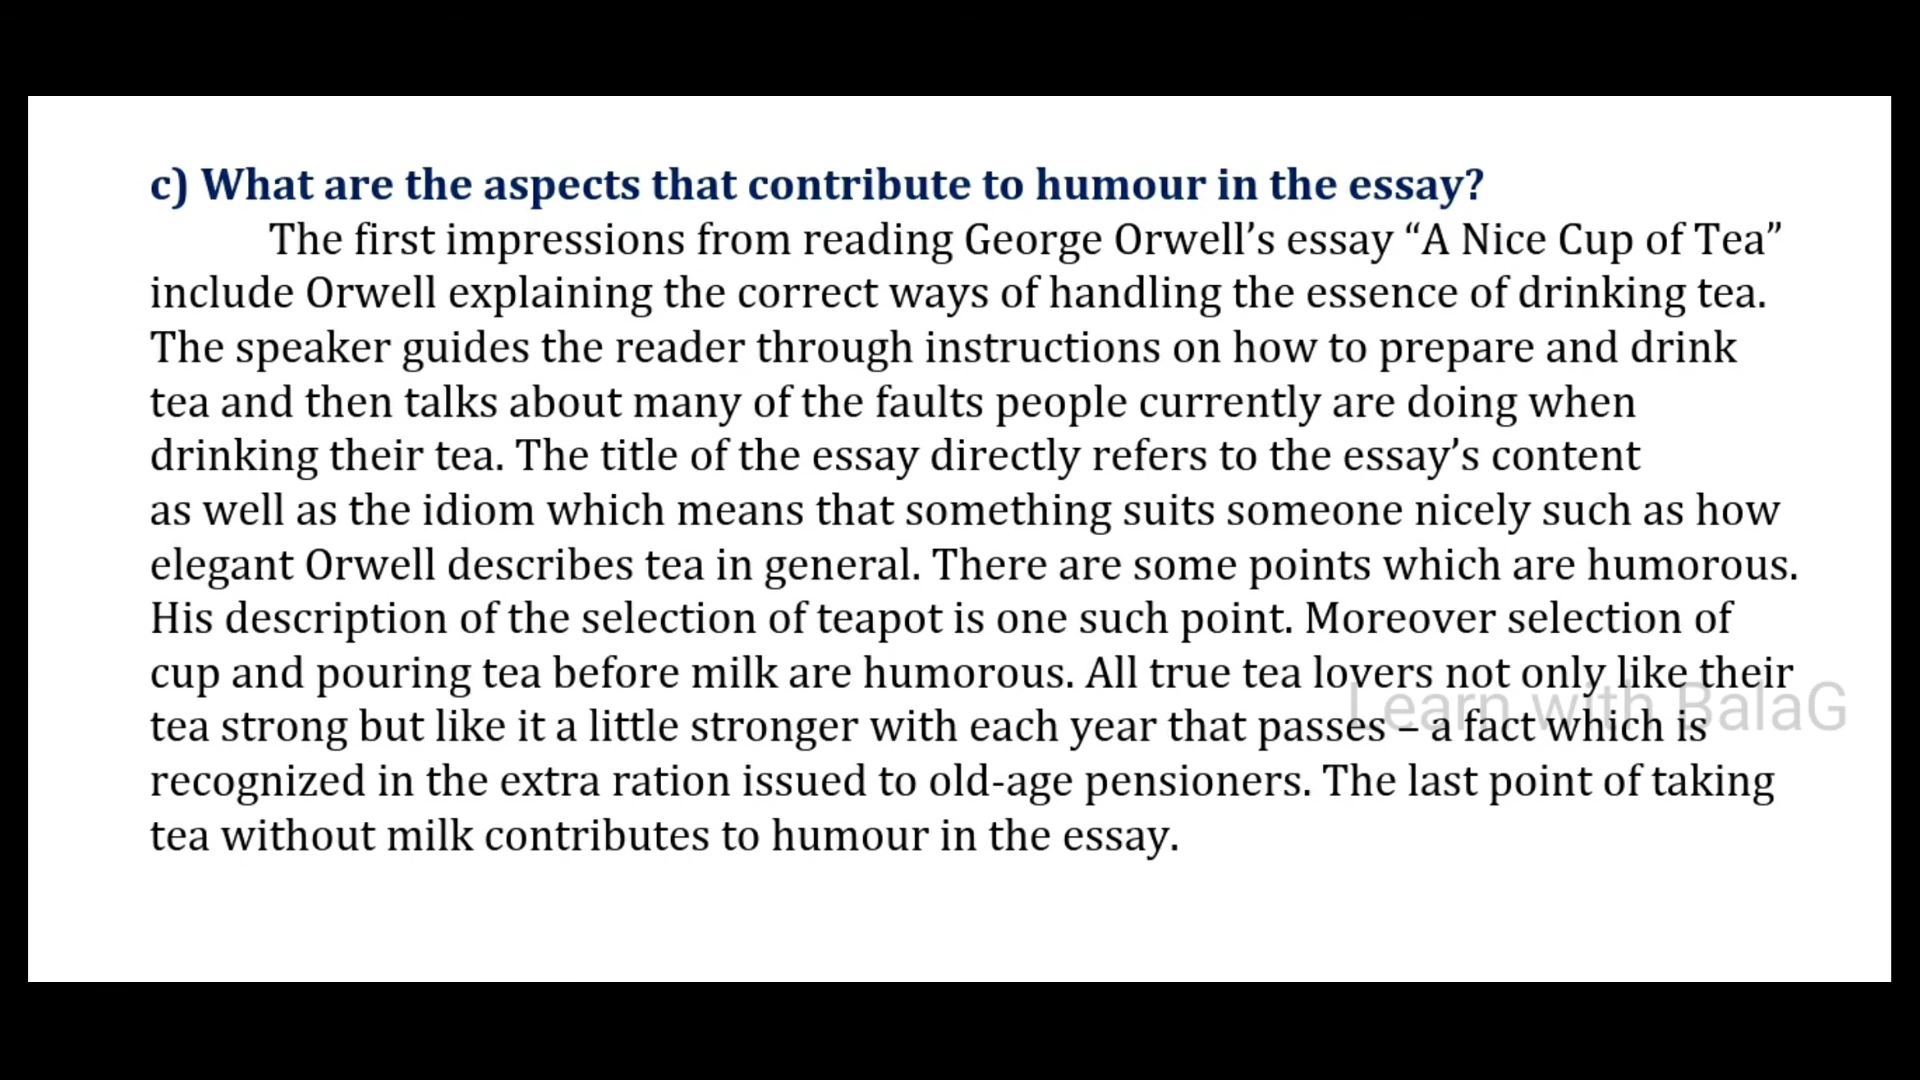 c) What are the aspects that contribute to humour in the essay?
The first impressions from reading George Orwell’s essay “A Nice Cup of Tea”
include Orwell explaining the correct ways of handling the essence of drinking tea.
The speaker guides the reader through instructions on how to prepare and drink
tea and then talks about many of the faults people currently are doing when
drinking their tea. The title of the essay directly refers to the essay’s content
as well as the idiom which means that something suits someone nicely such as how
elegant Orwell describes tea in general. There are some points which are humorous.
His description of the selection of teapot is one such point. Moreover selection of
cup and pouring tea before milk are humorous. All true tea lovers not only like their
Learn with BalaG
tea strong but like it a little stronger with each year that passes – a fact which is
recognized in the extra ration issued to old-age pensioners. The last point of taking
tea without milk contributes to humour in the essay.